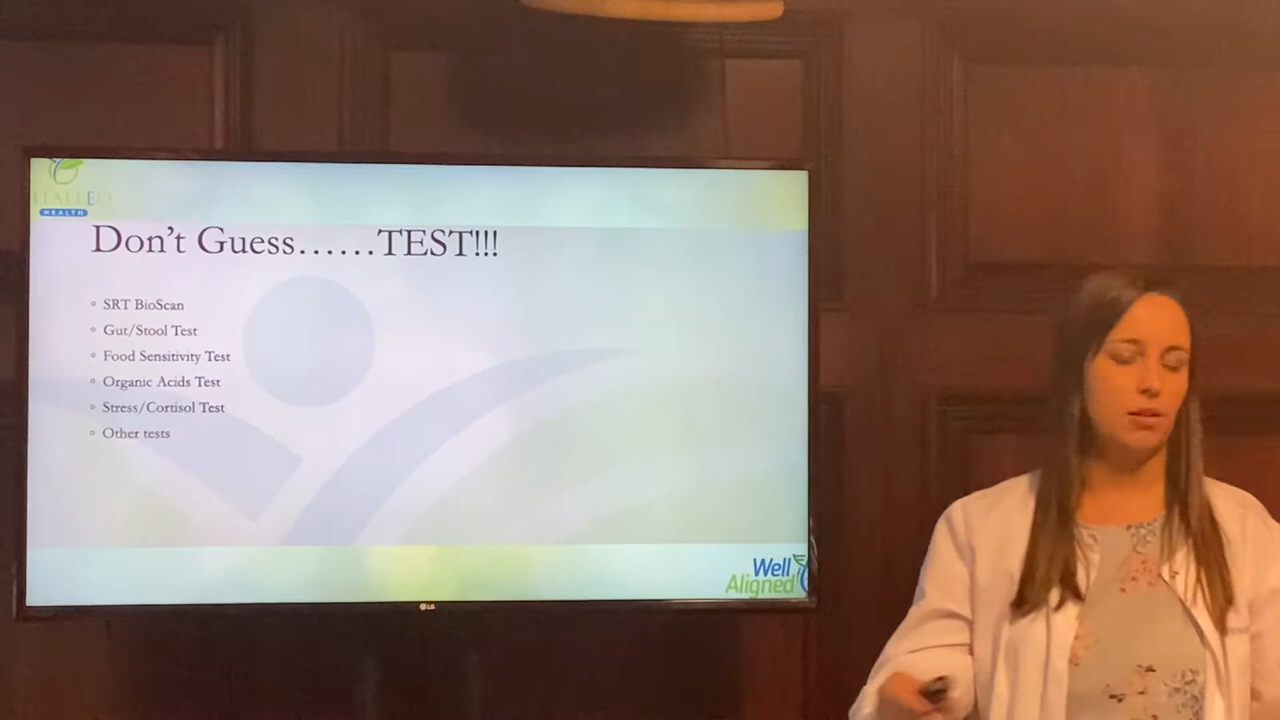 HEALTH
Don't Guess......TEST!!!
SRT BioScan
Gut/Stool Test
Food Sensitivity Test
Organic Acids Test
Stress/Cortisol Test
Other tests
Well
Aligned
LG